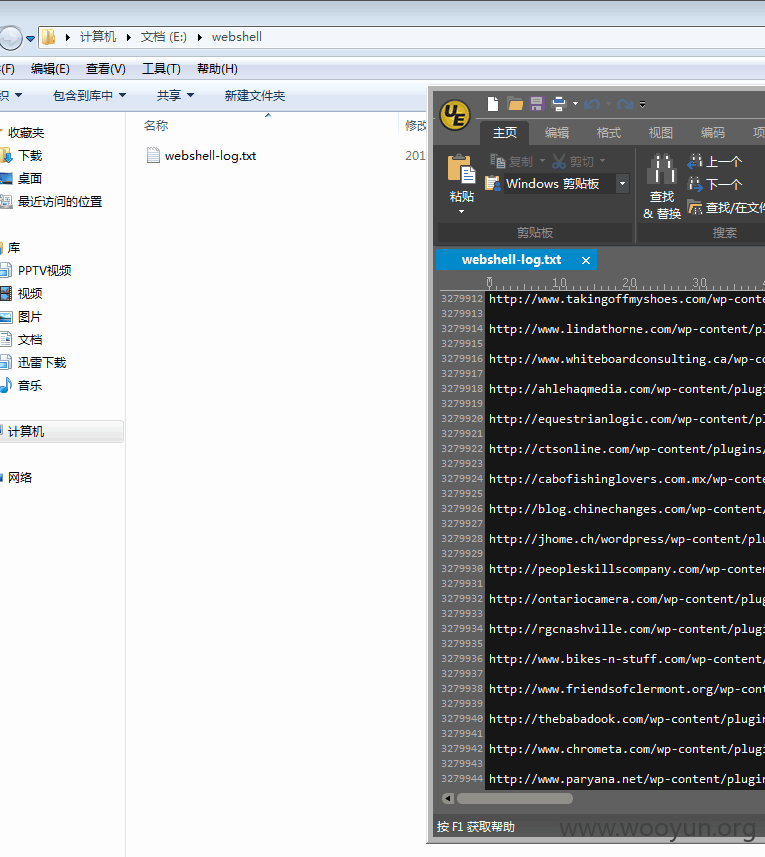 计算机 文档 (E:) webshell
(F) 编辑(E) 查看(V) 工具(T) 帮助(H)
织 包含到库中 共享 新建文件夹
收藏夹
下载
桌面
最近访问的位置
库
PPTV视频
视频
图片
文档
迅雷下载
音乐
计算机
网络
名称 修改
webshell-log.txt 201
UE
主页 编辑 格式 视图 编码 项
粘贴
复制 剪切
Windows 剪贴板
剪贴板
查找
& 替换
上一个
下一个
查找/在文件
搜索
webshell-log.txt ×
0 10 20 30
3279912 http://www.takingoffmyshoes.com/wp-conte
3279913
3279914 http://www.lindathorne.com/wp-content/pl
3279915
3279916 http://www.whiteboardconsulting.ca/wp-co
3279917
3279918 http://ahlehaqmedia.com/wp-content/plugi
3279919
3279920 http://equestrianlogic.com/wp-content/pl
3279921
3279922 http://ctsonline.com/wp-content/plugins/
3279923
3279924 http://cabofishinglovers.com.mx/wp-conte
3279925
3279926 http://blog.chinechanges.com/wp-content/
3279927
3279928 http://jhome.ch/wordpress/wp-content/plu
3279929
3279930 http://peopleskillscompany.com/wp-conten
3279931
3279932 http://ontariocamera.com/wp-content/plug
3279933
3279934 http://rgcnashville.com/wp-content/plugi
3279935
3279936 http://www.bikes-n-stuff.com/wp-content/
3279937
3279938 http://www.friendsofclermont.org/wp-cont
3279939
3279940 http://thebabadook.com/wp-content/plugin
3279941
3279942 http://www.chrometa.com/wp-content/plugi
3279943
3279944 http://www.paryana.net/wp-content/plugin
按 F1 获取帮助
www.wooyun.org